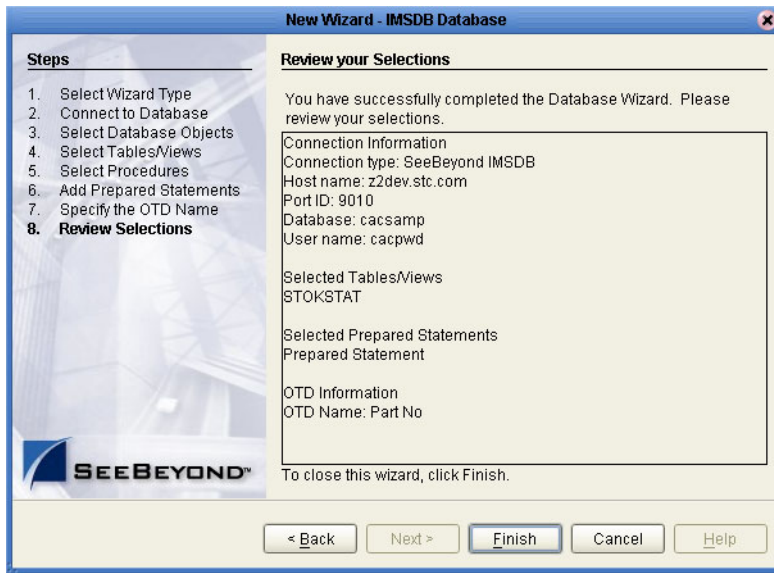 New Wizard - IMSDB Database
Steps
1. Select Wizard Type
2. Connect to Database
3. Select Database Objects
4. Select Tables/Views
5. Select Procedures
6. Add Prepared Statements
7. Specify the OTD Name
8. Review Selections
SEEBEYOND™
Review your Selections
You have successfully completed the Database Wizard. Please
review your selections.
Connection Information
Connection type: SeeBeyond IMSDB
Host name: z2dev.stc.com
Port ID: 9010
Database: cacsamp
User name: cacpwd
Selected Tables/Views
STOKSTAT
Selected Prepared Statements
Prepared Statement
OTD Information
OTD Name: Part No
To close this wizard, click Finish.
< Back
Next >
Finish
Cancel
Help